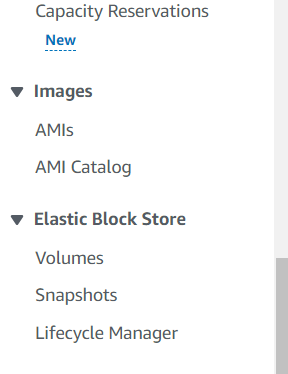 Capacity Reservations
New
Images
AMIs
AMI Catalog
Elastic Block Store
Volumes
Snapshots
Lifecycle Manager